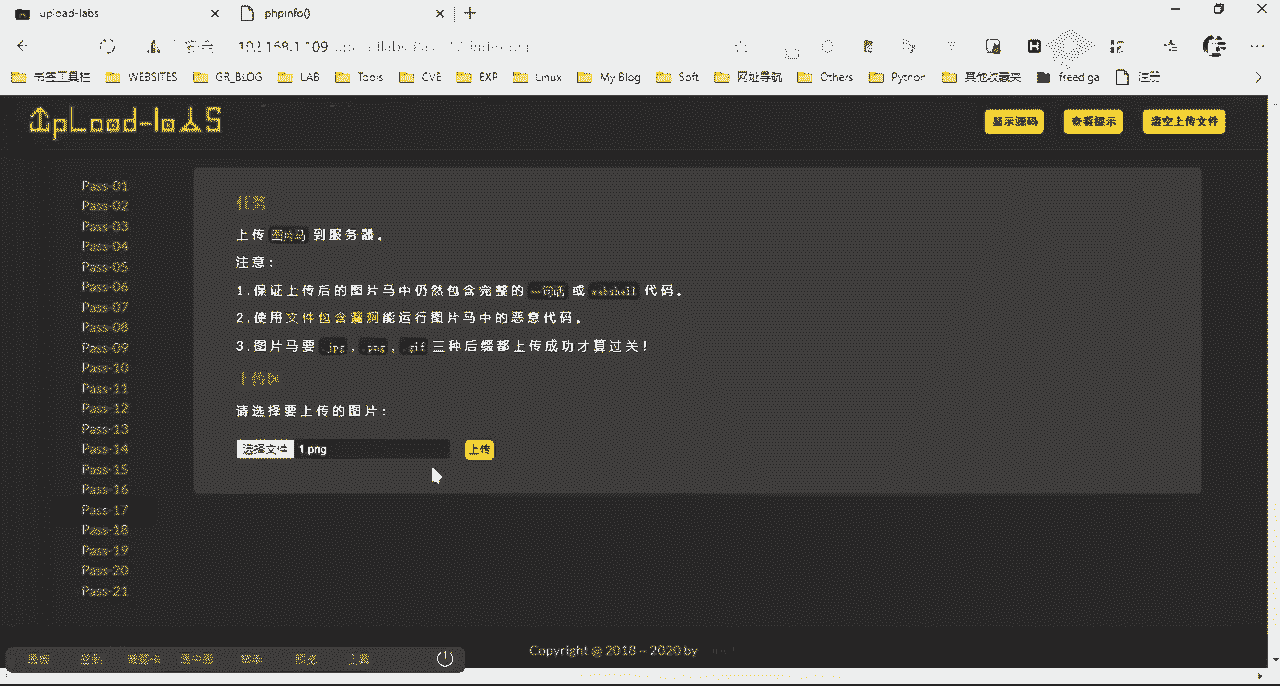 upload-labs
phpinfo()
192.168.1.109
书签工具栏 WEBSITES GR_BLOG LAB Tools CVE EXP Linux My Blog Soft 网址导航 Others Python 其他收藏夹 freed ga
UpLoad-labS
显示源码 查看提示 清空上传文件
Pass-01
Pass-02
Pass-03
Pass-04
Pass-05
Pass-06
Pass-07
Pass-08
Pass-09
Pass-10
Pass-11
Pass-12
Pass-13
Pass-14
Pass-15
Pass-16
Pass-17
Pass-18
Pass-19
Pass-20
Pass-21
任务
上传 图片马 到服务器。
注意：
1.保证上传后的图片马中仍然包含完整的 一句话 或 webshell 代码。
2.使用文件包含漏洞能运行图片马中的恶意代码。
3.图片马要 .jpg , .png , .gif 三种后缀都上传成功才算过关！
上传区
请选择要上传的图片：
选择文件 1.png 上传
Copyright @ 2018 ~ 2020 by